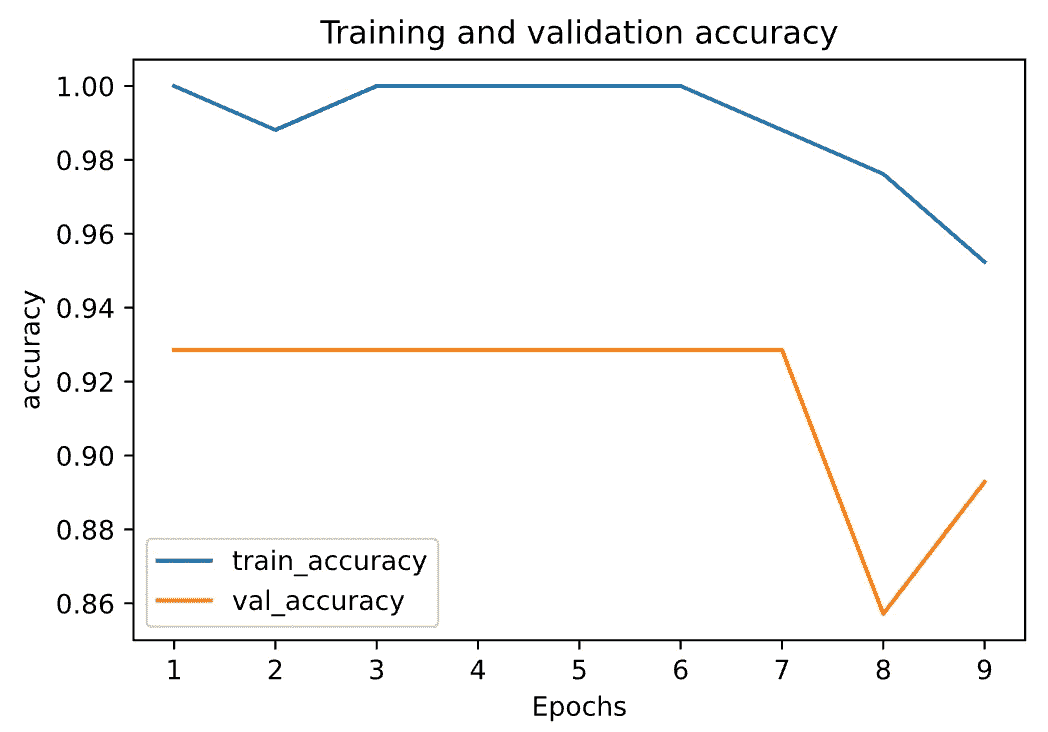 Training and validation accuracy
1.00
0.98
0.96
0.94
0.92
0.90
0.88
0.86
accuracy
train_accuracy
val_accuracy
1 2 3 4 5 6 7 8 9
Epochs